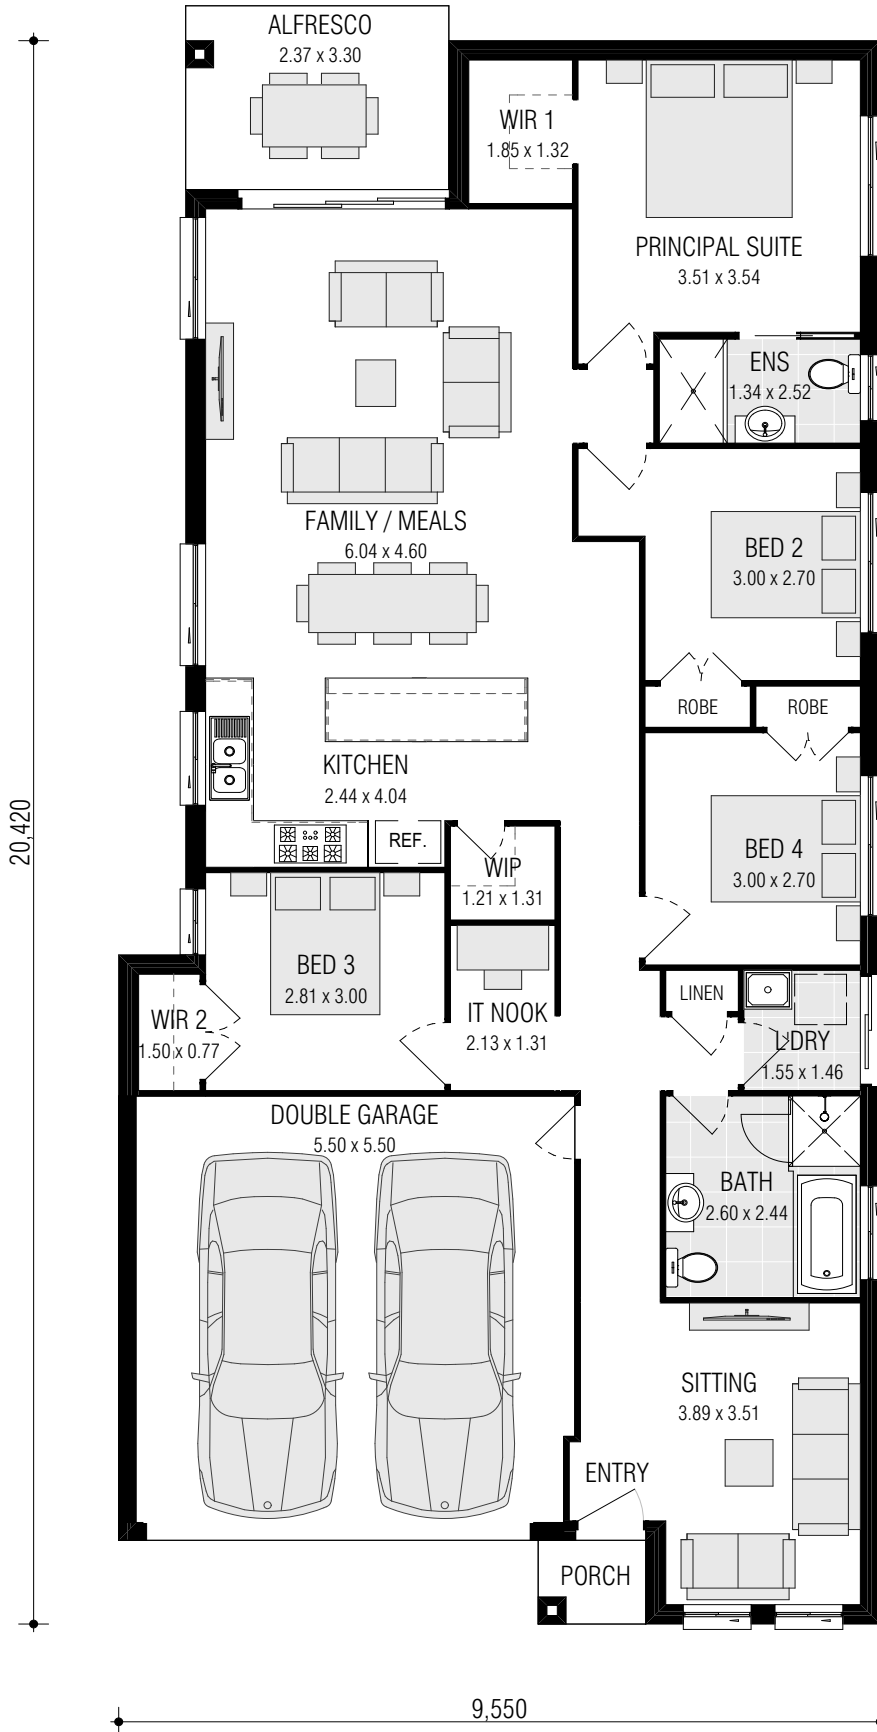 ALFRESCO
2.37 x 3.30
WIR 1
1.85 x 1.32
PRINCIPAL SUITE
3.51 x 3.54
ENS
1.34 x 2.52
FAMILY / MEALS
6.04 x 4.60
BED 2
3.00 x 2.70
ROBE
ROBE
KITCHEN
2.44 x 4.04
20,420
REF.
WIP
1.21 x 1.31
BED 4
3.00 x 2.70
BED 3
2.81 x 3.00
WIR 2
1.50 x 0.77
IT NOOK
2.13 x 1.31
LINEN
L'DRY
1.55 x 1.46
DOUBLE GARAGE
5.50 x 5.50
BATH
2.60 x 2.44
SITTING
3.89 x 3.51
ENTRY
PORCH
9,550